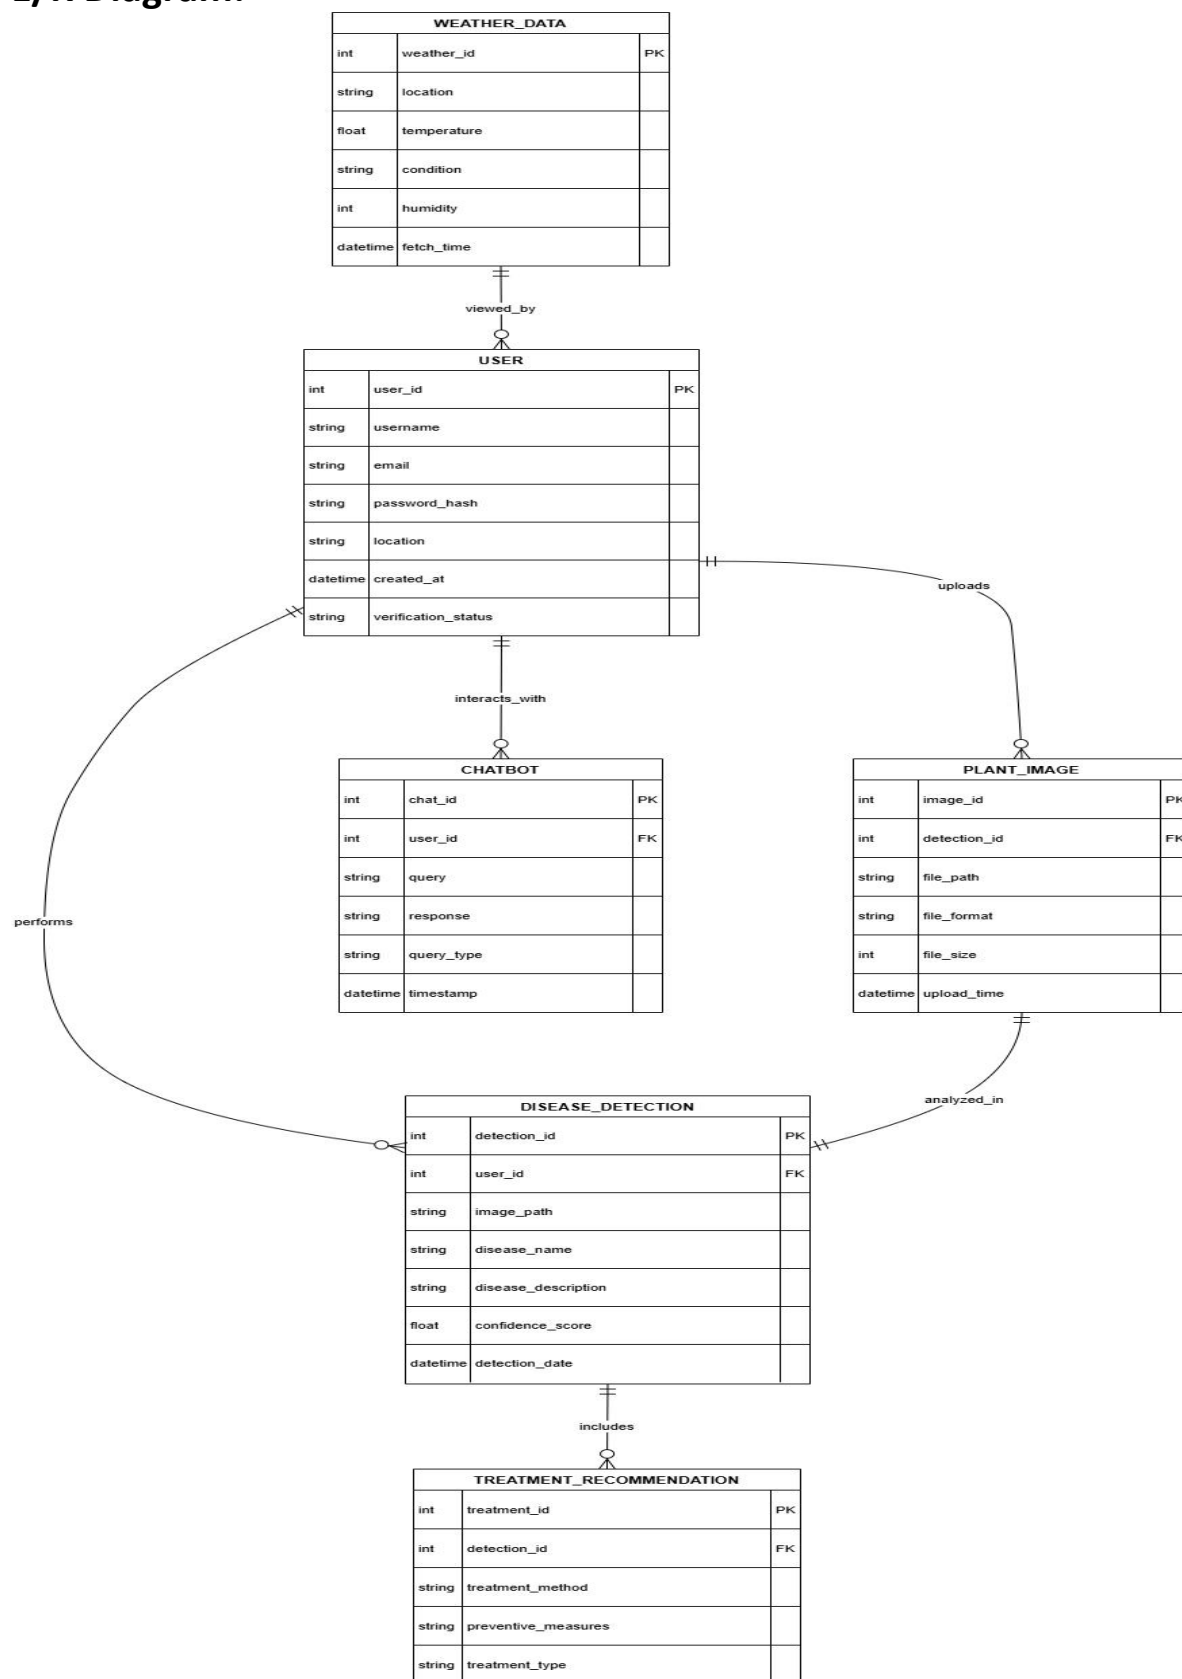 WEATHER_DATA
int weather_id PK
string location
float temperature
string condition
int humidity
datetime fetch_time
viewed_by
USER
int user_id PK
string username
string email
string password_hash
string location
datetime created_at
string verification_status
uploads
interacts_with
CHATBOT
int chat_id PK
int user_id FK
string query
string response
string query_type
datetime timestamp
PLANT_IMAGE
int image_id PK
int detection_id FK
string file_path
string file_format
int file_size
datetime upload_time
performs
analyzed_in
DISEASE_DETECTION
int detection_id PK
int user_id FK
string image_path
string disease_name
string disease_description
float confidence_score
datetime detection_date
includes
TREATMENT_RECOMMENDATION
int treatment_id PK
int detection_id FK
string treatment_method
string preventive_measures
string treatment_type